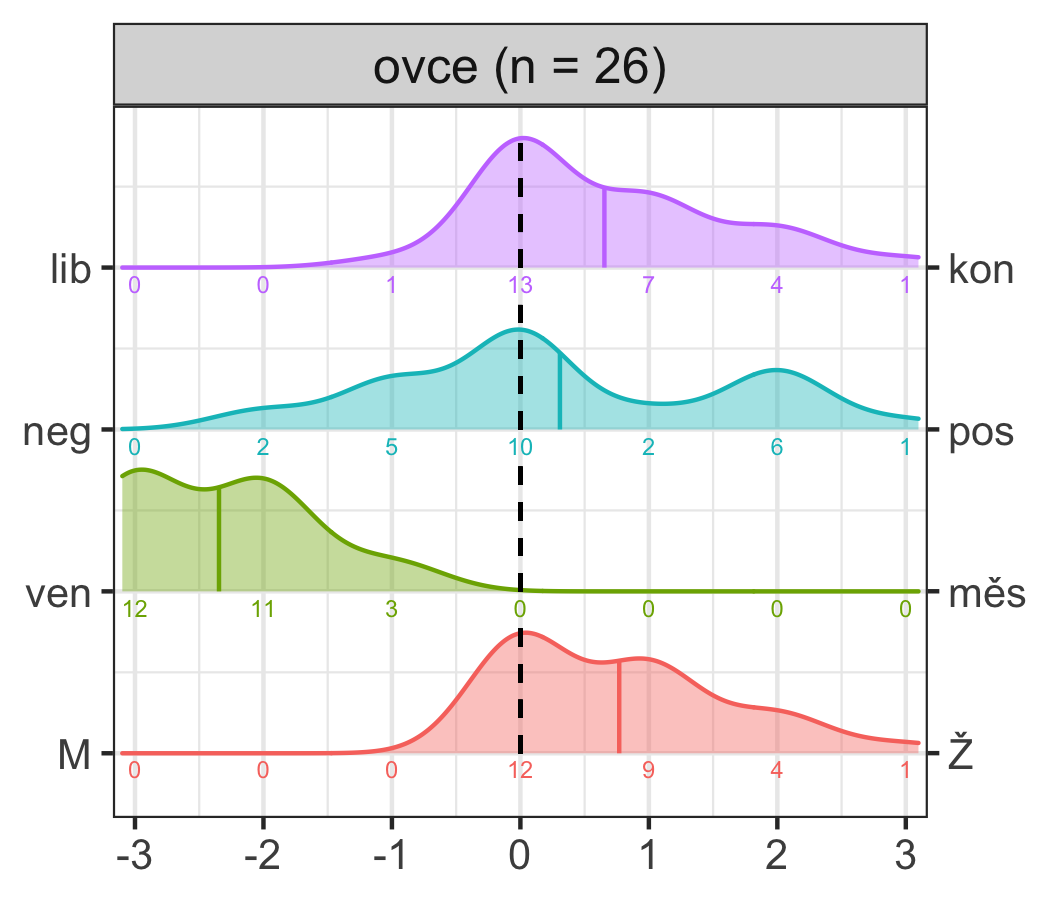 ovce (n = 26)
lib kon
0 0 1 13 7 4 1
neg pos
0 2 5 10 2 6 1
ven měs
12 11 3 0 0 0 0
M Ž
0 0 0 12 9 4 1
-3 -2 -1 0 1 2 3